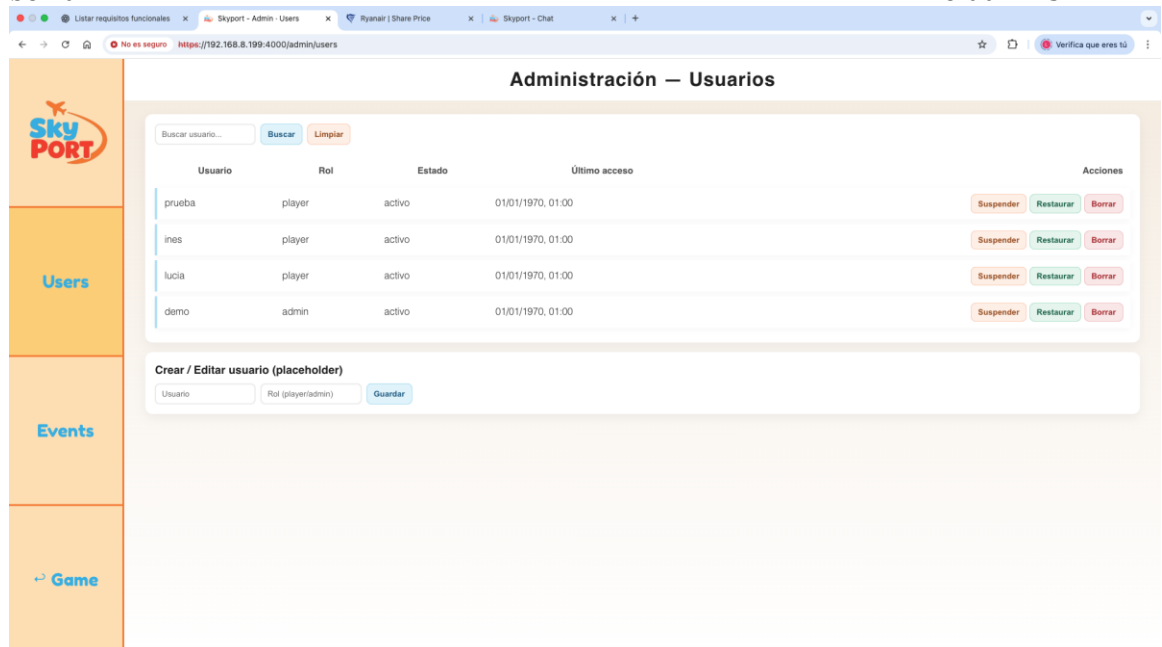 Listar requisitos funcionales
Skyport - Admin - Users
Ryanair | Share Price
Skyport - Chat
No es seguro https://192.168.8.199:4000/admin/users
Verifica que eres tú
Sky
PORT
Users
Events
↩ Game
Administración — Usuarios
Buscar usuario... Buscar Limpiar
Usuario Rol Estado Último acceso Acciones
prueba player activo 01/01/1970, 01:00 Suspender Restaurar Borrar
ines player activo 01/01/1970, 01:00 Suspender Restaurar Borrar
lucia player activo 01/01/1970, 01:00 Suspender Restaurar Borrar
demo admin activo 01/01/1970, 01:00 Suspender Restaurar Borrar
Crear / Editar usuario (placeholder)
Usuario Rol (player/admin) Guardar